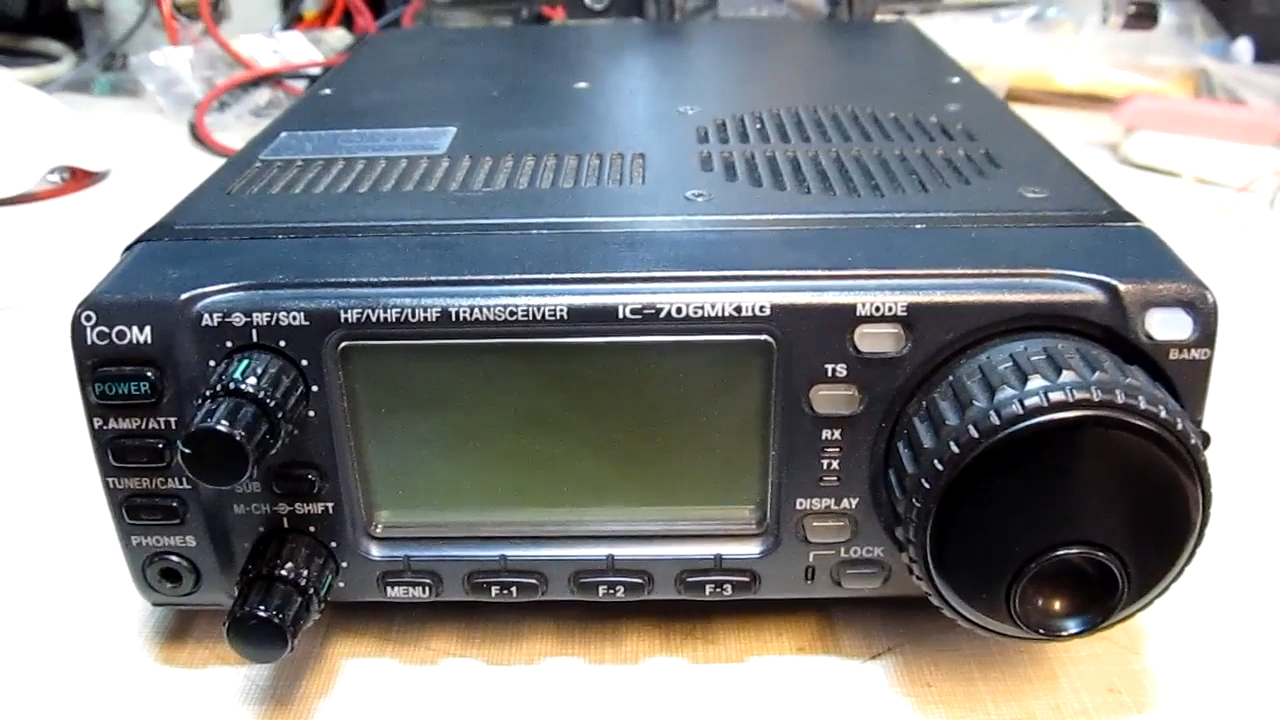 ICOM
AF RF/SQL
HF/VHF/UHF TRANSCEIVER
IC-706MKIIG
MODE
BAND
POWER
TS
P.AMP/ATT
RX
TX
TUNER/CALL
SUB
M-CH SHIFT
DISPLAY
PHONES
LOCK
MENU
F-1
F-2
F-3